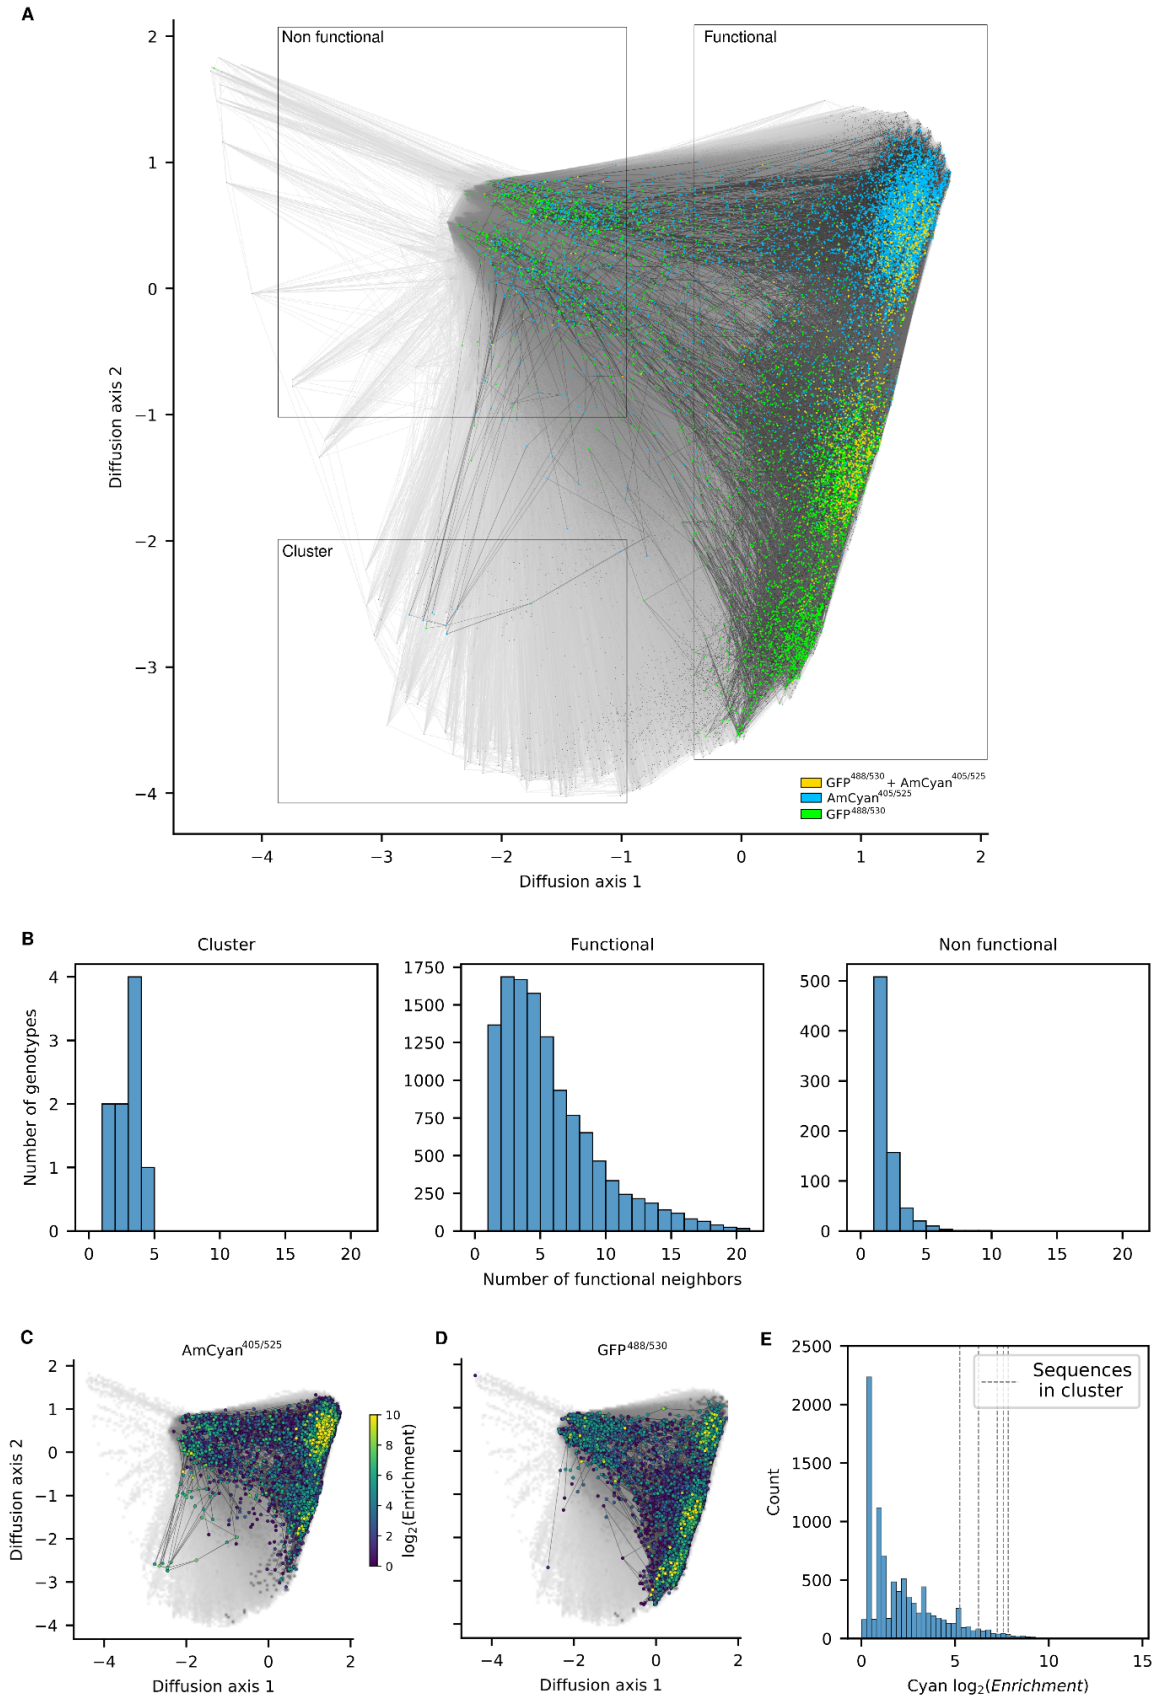 A
Non functional
Functional
Cluster
2
1
0
−1
−2
−3
−4
Diffusion axis 2
−4
−3
−2
−1
0
1
2
Diffusion axis 1
GFP488/530 + AmCyan405/525
AmCyan405/525
GFP488/530
B
Cluster
Functional
Non functional
4
3
2
1
0
Number of genotypes
0
5
10
15
20
1750
1500
1250
1000
750
500
250
0
0
5
10
15
20
Number of functional neighbors
500
400
300
200
100
0
0
5
10
15
20
C
AmCyan405/525
2
1
0
−1
−2
−3
−4
Diffusion axis 2
−4
−2
0
2
Diffusion axis 1
10
8
6
4
2
0
log2(Enrichment)
D
GFP488/530
−4
−2
0
2
Diffusion axis 1
E
2500
2000
1500
1000
500
0
Count
Sequences
in cluster
0
5
10
15
Cyan log2(Enrichment)